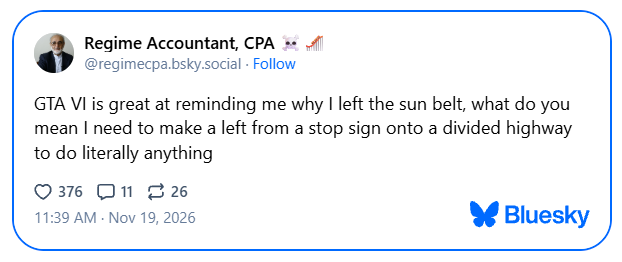 Regime Accountant, CPA ☠️ 🎢
@regimecpa.bsky.social · Follow
GTA VI is great at reminding me why I left the sun belt, what do you
mean I need to make a left from a stop sign onto a divided highway
to do literally anything
376 11 26
11:39 AM · Nov 19, 2026
Bluesky